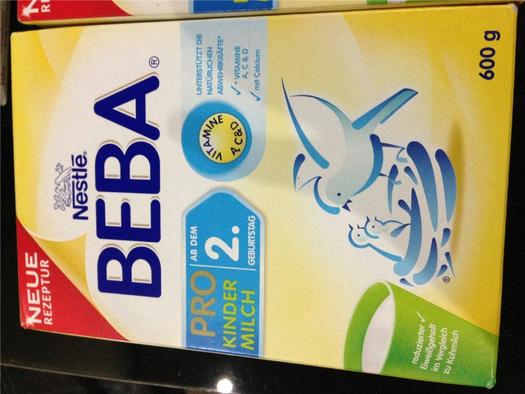 NEUE
REZEPTUR
Nestlé®
BEBA®
PRO
KINDER
MILCH
AB DEM
2.
GEBURTSTAG
VITAMINE
A, C & D
UNTERSTÜTZT DIE
NATÜRLICHEN
ABWEHRKRÄFTE*
✓ * VITAMINE
A, C & D
✓ mit Calcium
reduzierter ✓
Eiweißgehalt
im Vergleich
zu Kuhmilch
®
600 g